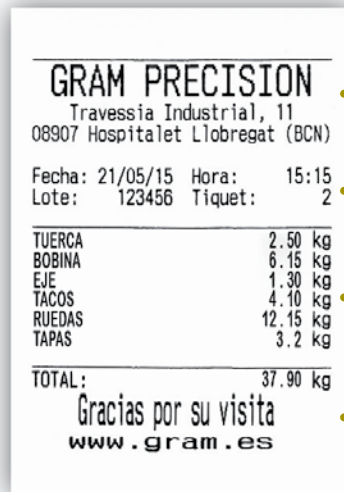 GRAM PRECISION
Travessia Industrial, 11
08907 Hospitalet Llobregat (BCN)
Fecha: 21/05/15 Hora: 15:15
Lote: 123456 Tiquet: 2
TUERCA 2.50 kg
BOBINA 6.15 kg
EJE 1.30 kg
TACOS 4.10 kg
RUEDAS 12.15 kg
TAPAS 3.2 kg
TOTAL: 37.90 kg
Gracias por su visita
www.gram.es